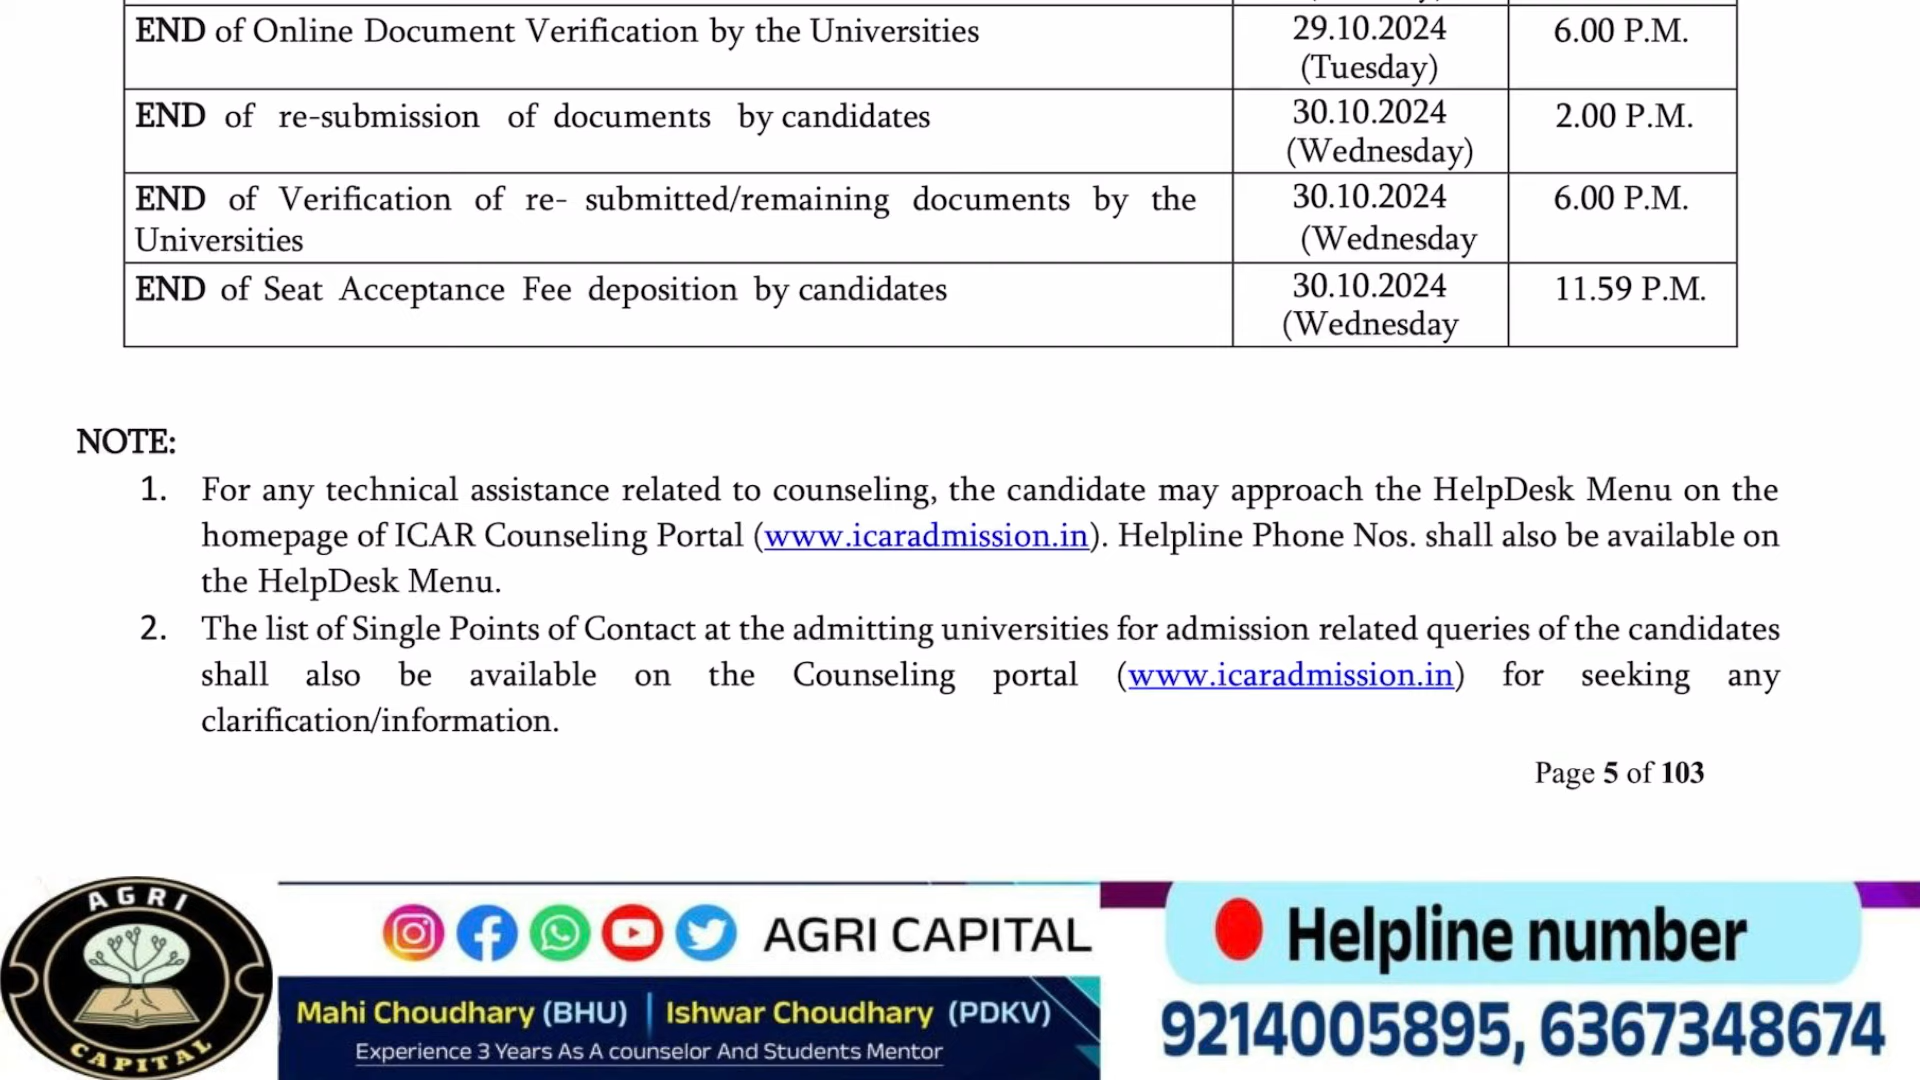 END of Online Document Verification by the Universities 29.10.2024 (Tuesday) 6.00 P.M.
END of re-submission of documents by candidates 30.10.2024 (Wednesday) 2.00 P.M.
END of Verification of re- submitted/remaining documents by the Universities 30.10.2024 (Wednesday 6.00 P.M.
END of Seat Acceptance Fee deposition by candidates 30.10.2024 (Wednesday 11.59 P.M.
NOTE:
1. For any technical assistance related to counseling, the candidate may approach the HelpDesk Menu on the
homepage of ICAR Counseling Portal (www.icaradmission.in). Helpline Phone Nos. shall also be available on
the HelpDesk Menu.
2. The list of Single Points of Contact at the admitting universities for admission related queries of the candidates
shall also be available on the Counseling portal (www.icaradmission.in) for seeking any
clarification/information.
Page 5 of 103
AGRI
CAPITAL
AGRI CAPITAL
Mahi Choudhary (BHU) | Ishwar Choudhary (PDKV)
Experience 3 Years As A counselor And Students Mentor
Helpline number
9214005895, 6367348674